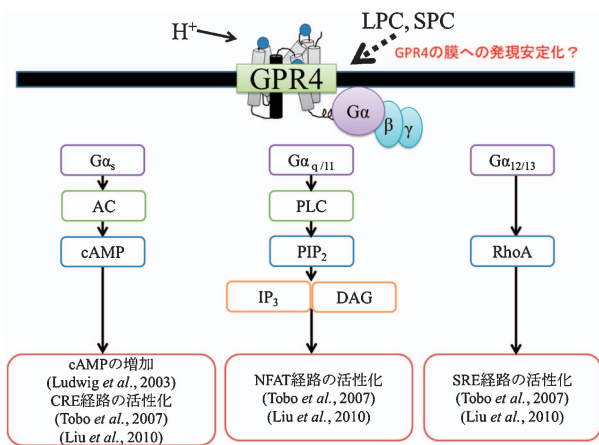 H+
LPC, SPC
GPR4の膜への発現安定化？
GPR4
Gα
β
γ
Gαs
AC
cAMP
cAMPの増加
(Ludwig et al., 2003)
CRE経路の活性化
(Tobo et al., 2007)
(Liu et al., 2010)
Gαq/11
PLC
PIP2
IP3
DAG
NFAT経路の活性化
(Tobo et al., 2007)
(Liu et al., 2010)
Gα12/13
RhoA
SRE経路の活性化
(Tobo et al., 2007)
(Liu et al., 2010)